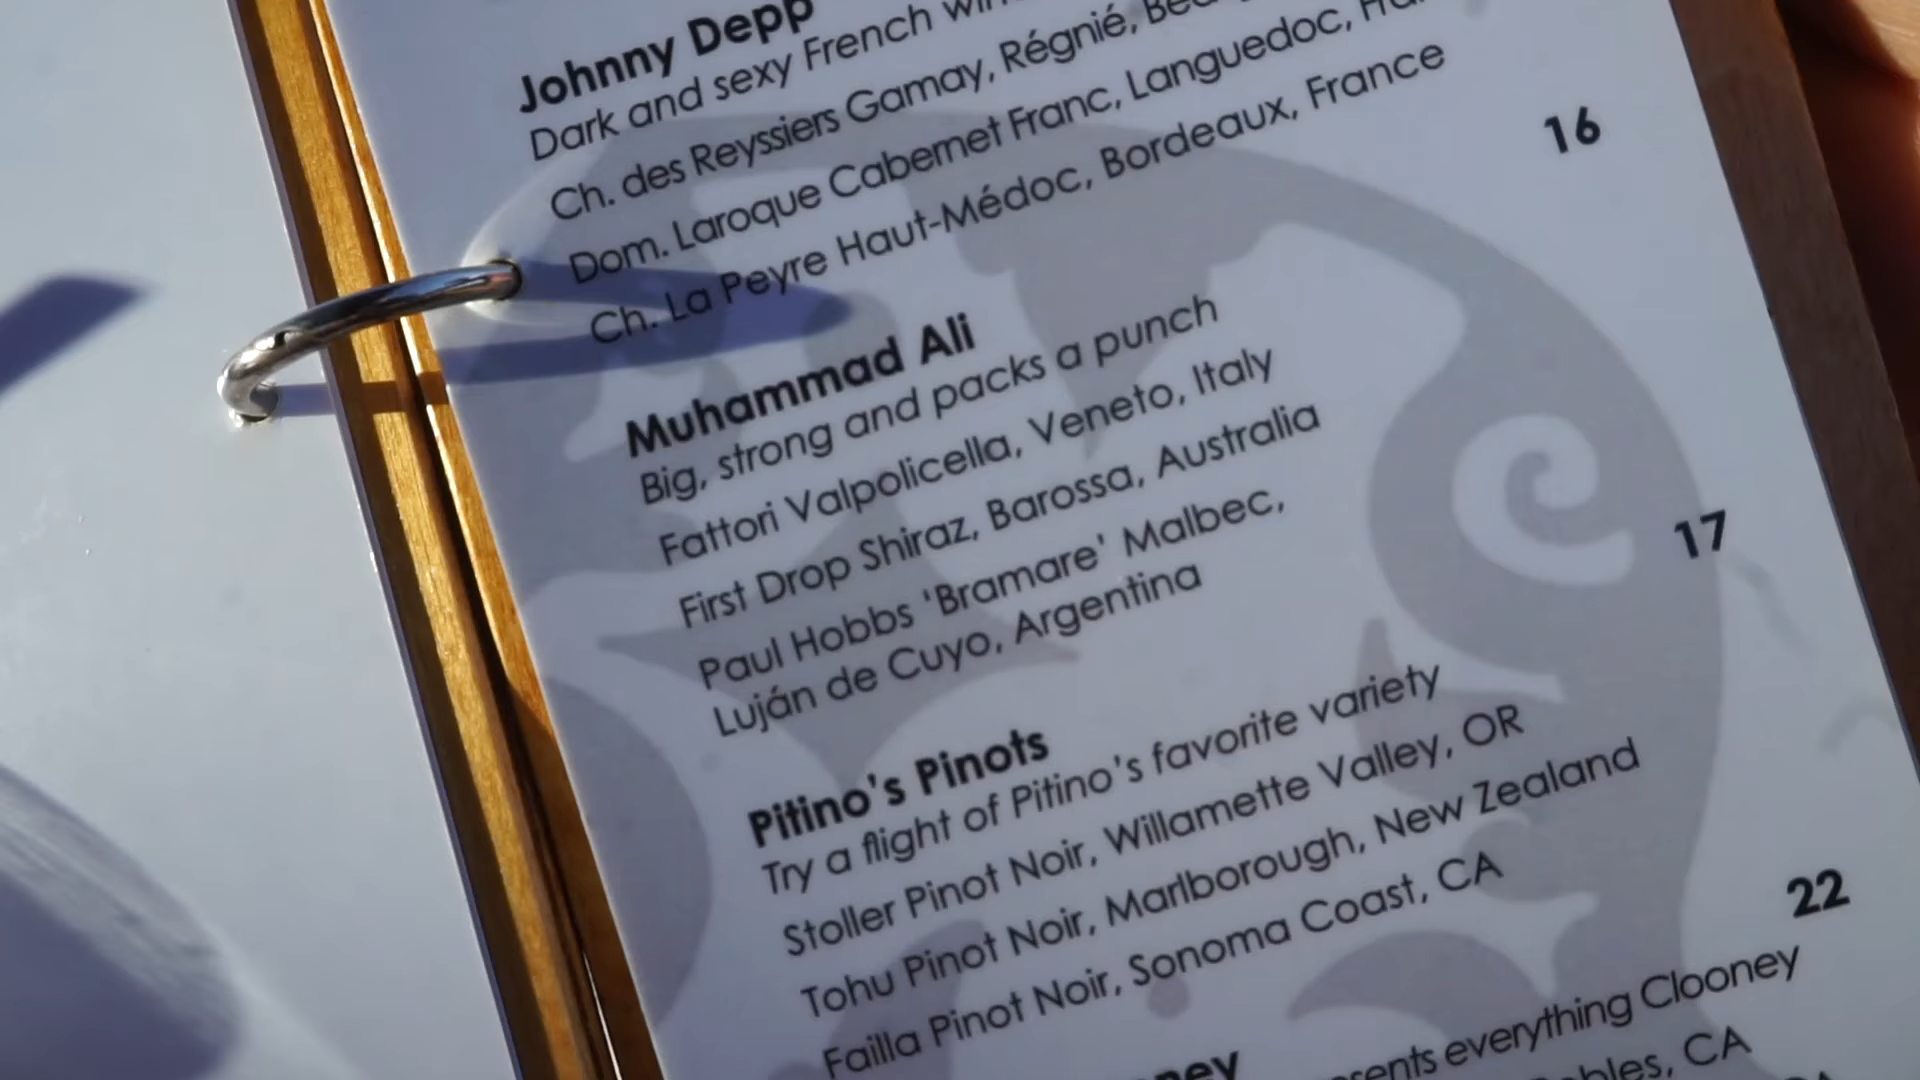 Johnny Depp
Dark and sexy French
Ch. des Reyssiers Gamay, Régnié,
Dom. Laroque Cabernet Franc, Languedoc,
Ch. La Peyre Haut-Médoc, Bordeaux, France 16
Muhammad Ali
Big, strong and packs a punch
Fattori Valpolicella, Veneto, Italy
First Drop Shiraz, Barossa, Australia
Paul Hobbs 'Bramare' Malbec,
Luján de Cuyo, Argentina 17
Pitino's Pinots
Try a flight of Pitino's favorite variety
Stoller Pinot Noir, Willamette Valley, OR
Tohu Pinot Noir, Marlborough, New Zealand
Failla Pinot Noir, Sonoma Coast, CA 22
everything Clooney
CA